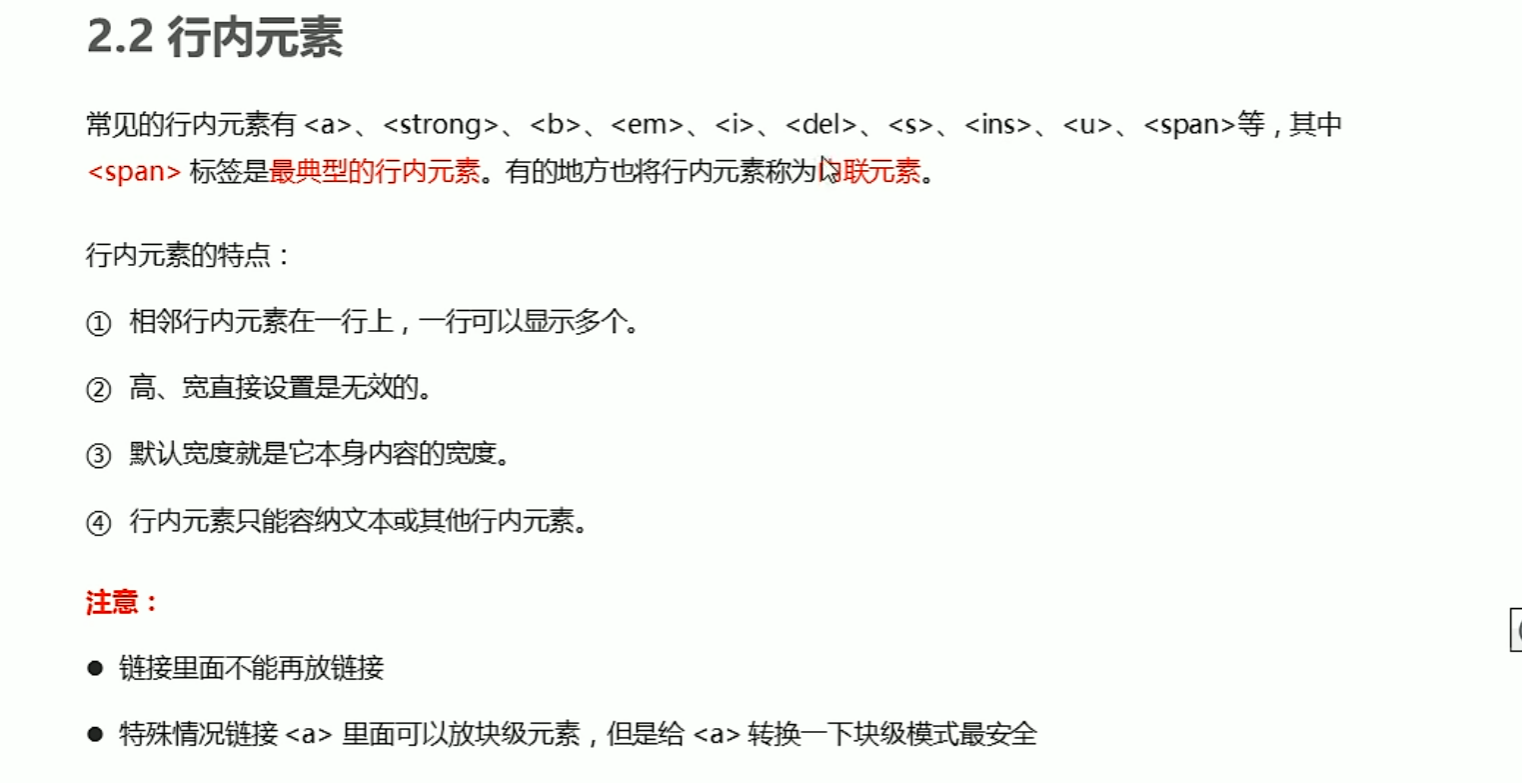 2.2 行内元素
常见的行内元素有 <a>、<strong>、<b>、<em>、<i>、<del>、<s>、<ins>、<u>、<span>等，其中
<span> 标签是最典型的行内元素。有的地方也将行内元素称为内联元素。
行内元素的特点：
① 相邻行内元素在一行上，一行可以显示多个。
② 高、宽直接设置是无效的。
③ 默认宽度就是它本身内容的宽度。
④ 行内元素只能容纳文本或其他行内元素。
注意：
● 链接里面不能再放链接
● 特殊情况链接 <a> 里面可以放块级元素，但是给 <a> 转换一下块级模式最安全